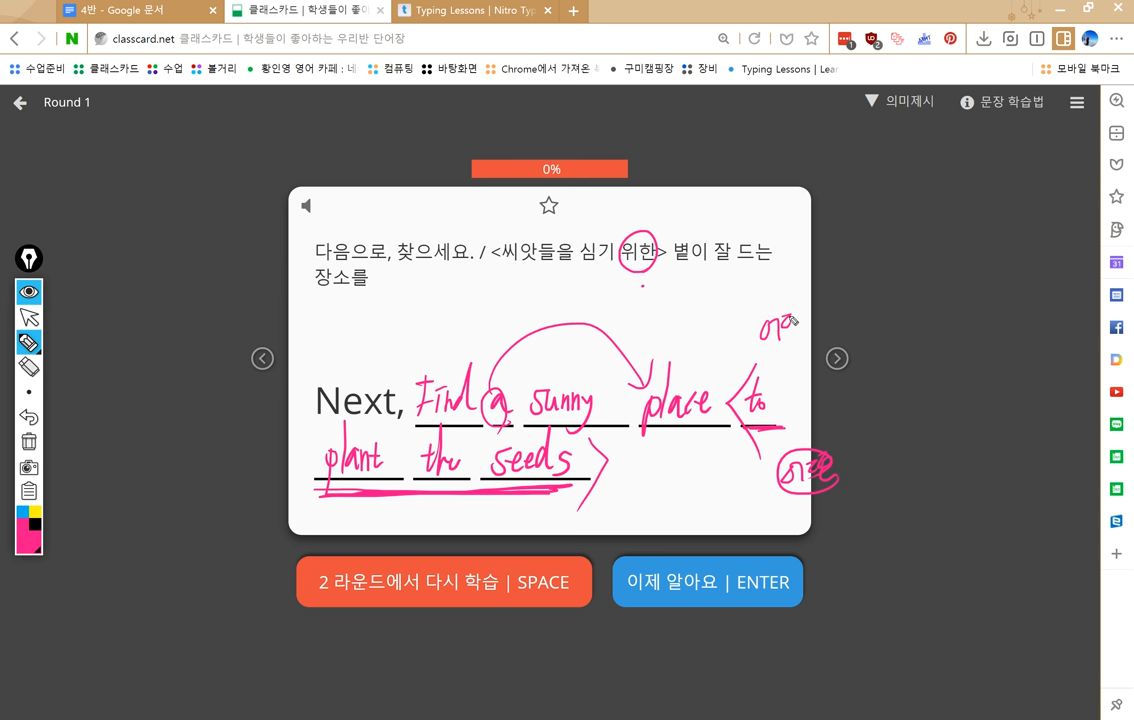 4반 - Google 문서
클래스카드 | 학생들이 좋아
Typing Lessons | Nitro Typ
classcard.net 클래스카드 | 학생들이 좋아하는 우리반 단어장
수업준비 클래스카드 수업 볼거리 황인영 영어 카페 : 네 컴퓨팅 바탕화면 Chrome에서 가져온 구미캠핑장 장비 Typing Lessons | Lear 모바일 북마크
Round 1
의미제시 문장 학습법
0%
다음으로, 찾으세요. / <씨앗들을 심기 위한> 볕이 잘 드는
장소를
Next, Find a sunny place <to
plant the seeds>
2 라운드에서 다시 학습 | SPACE
이제 알아요 | ENTER